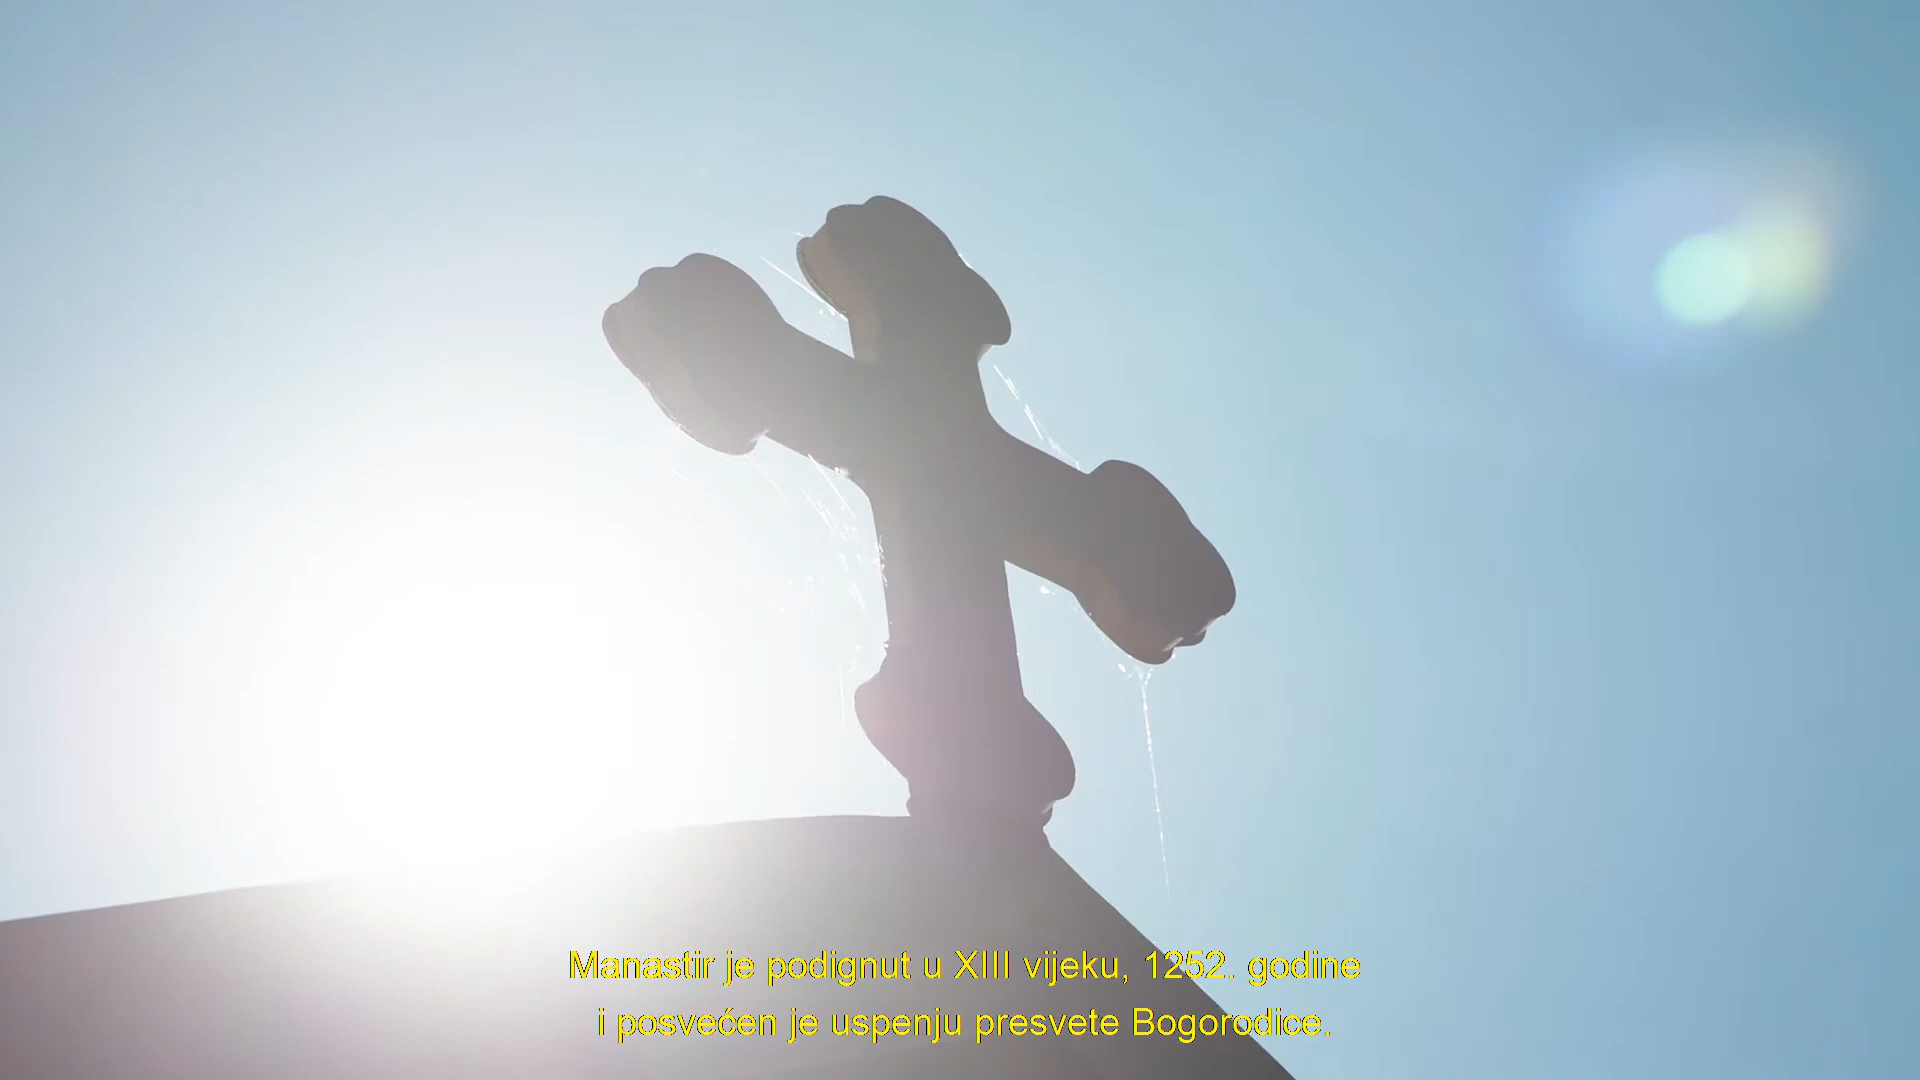 Manastir je podignut u XIII vijeku, 1252. godine
i posvećen je uspenju presvete Bogorodice.